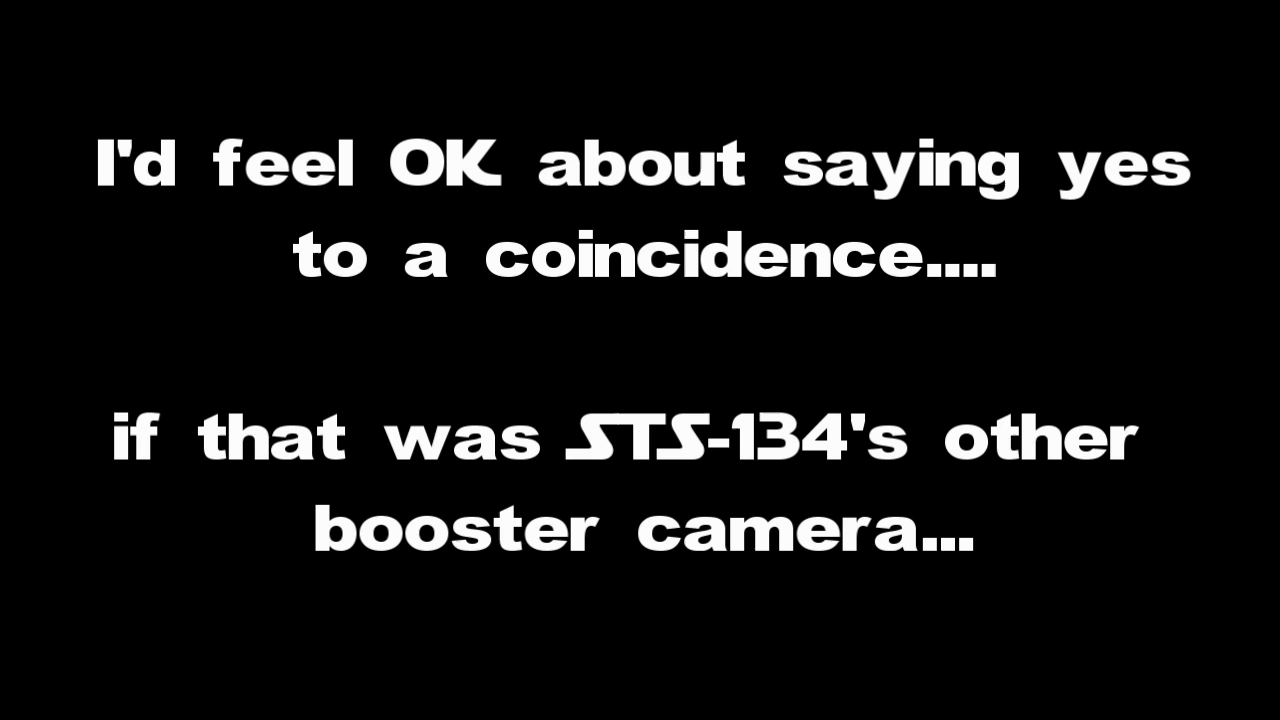 I'd feel OK about saying yes
to a coincidence....
if that was STS-134's other
booster camera...